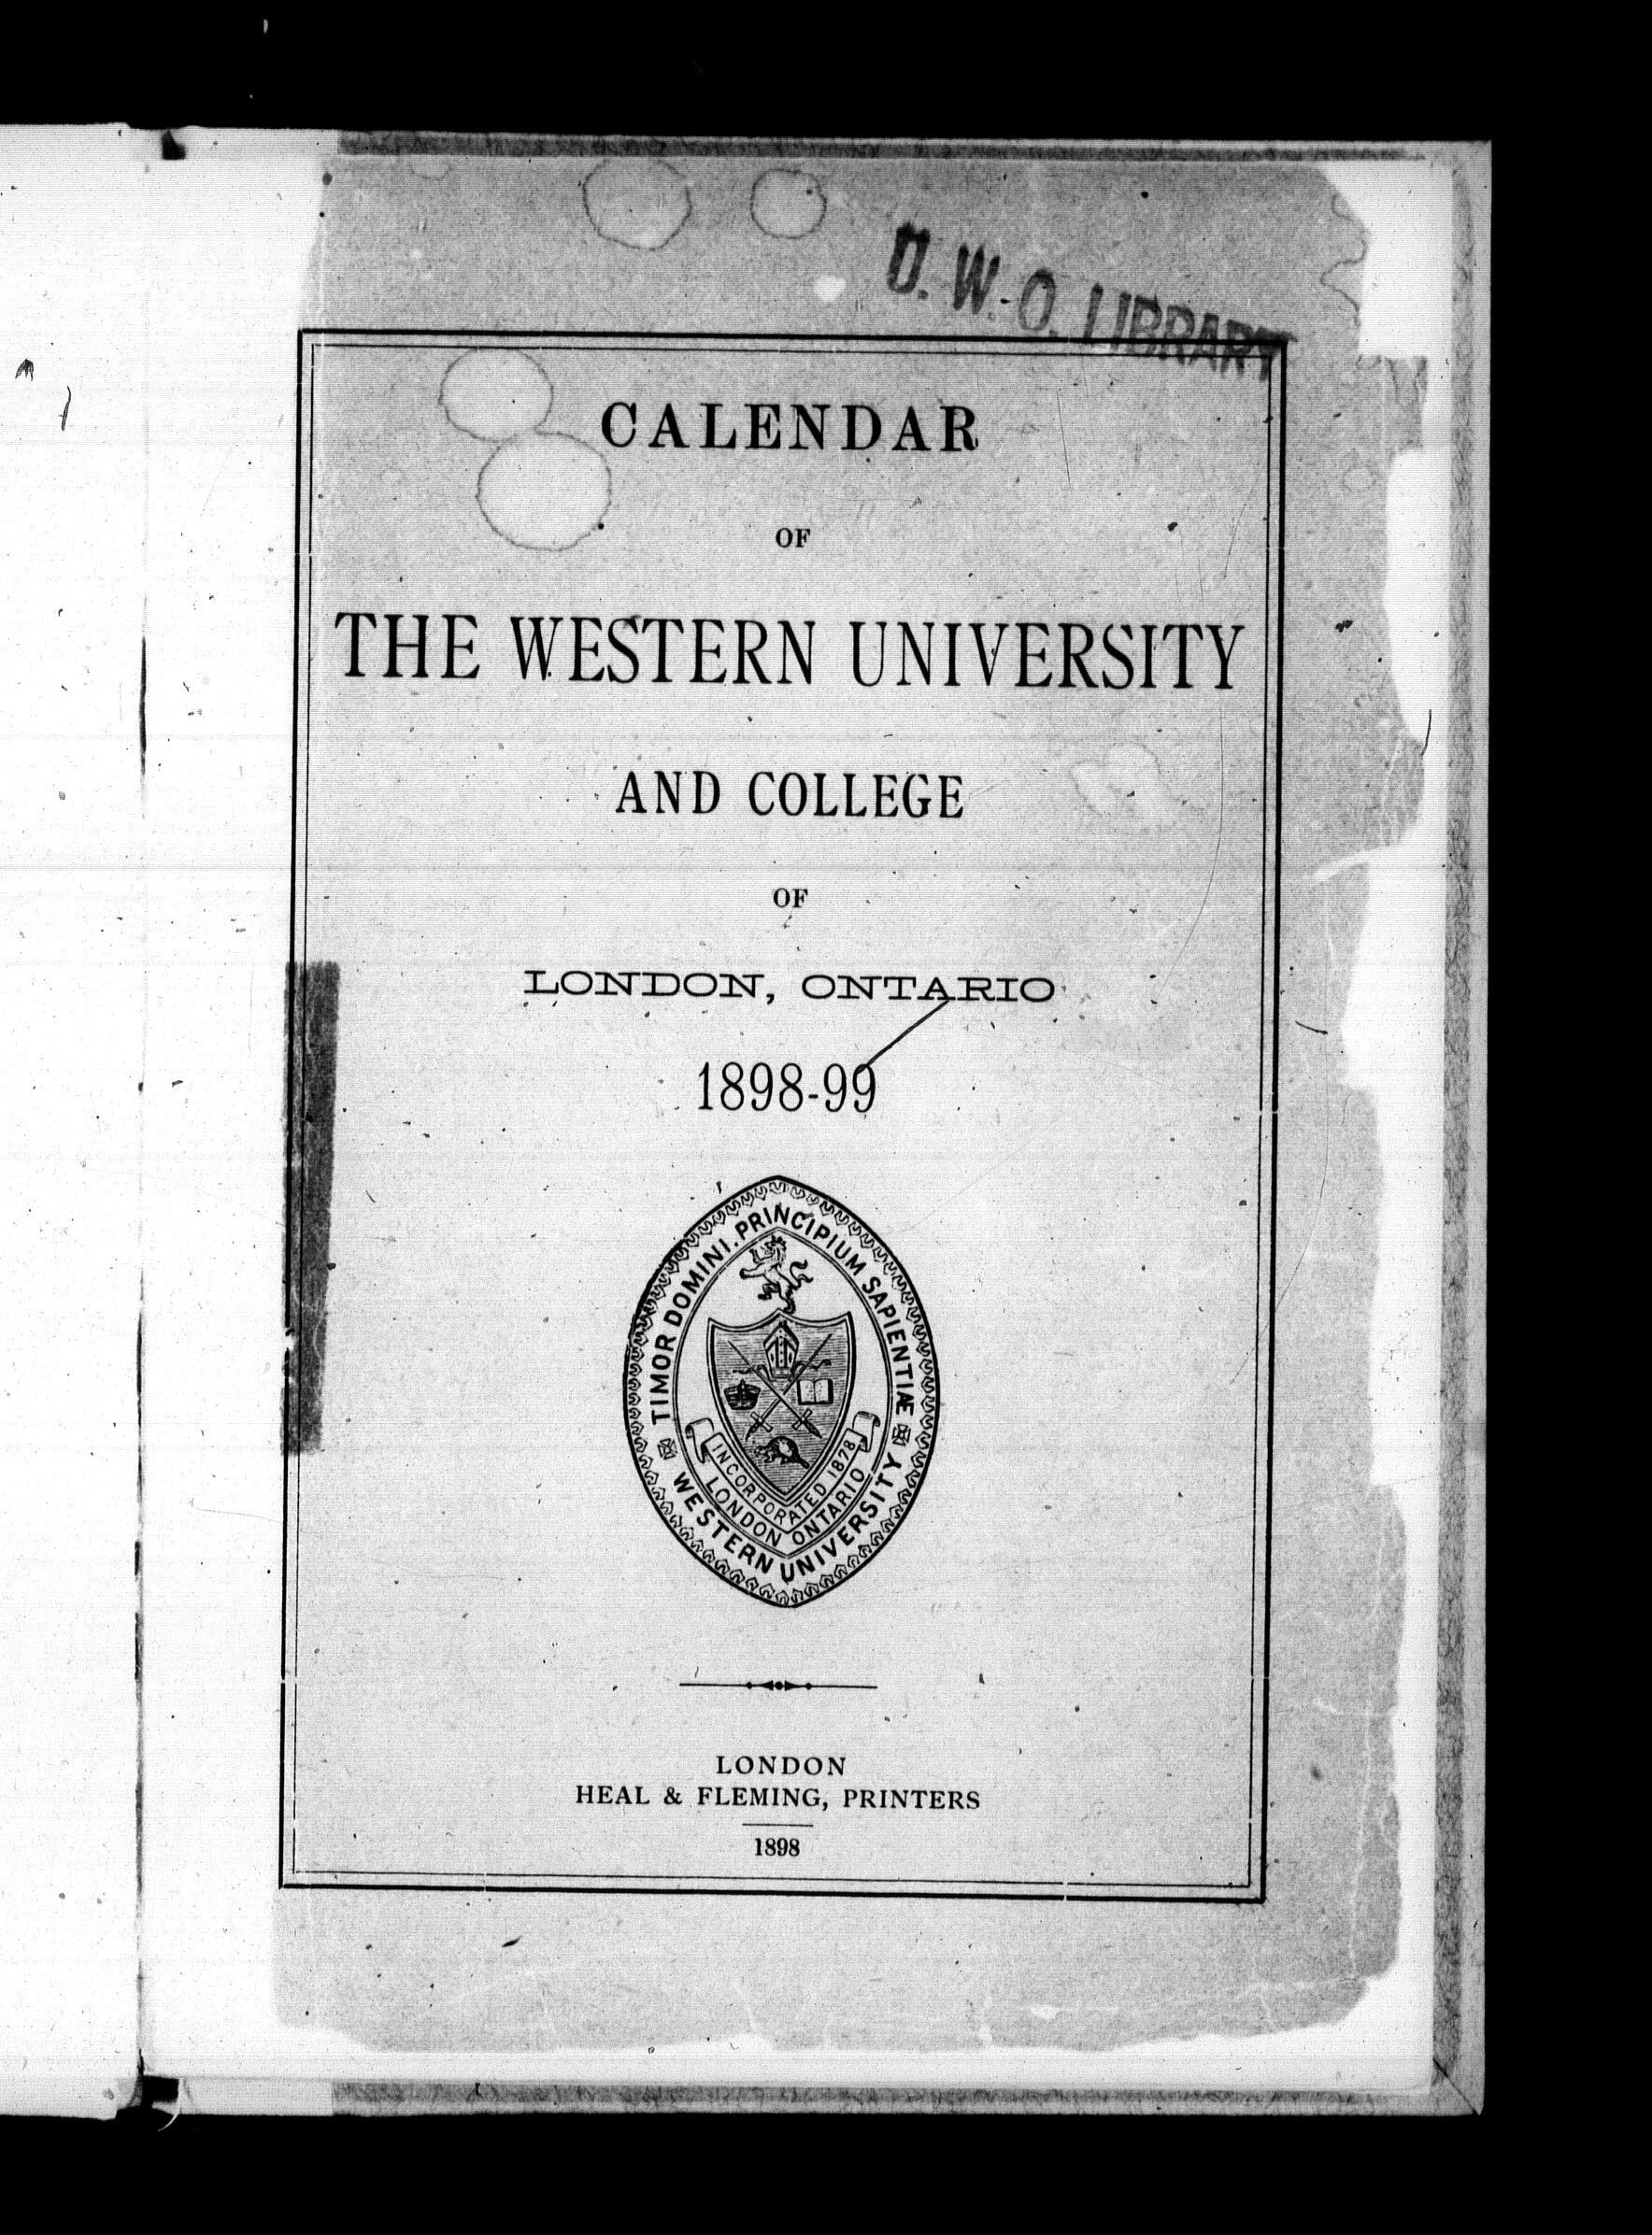 U. W. O. LIBRARY
CALENDAR
OF
THE WESTERN UNIVERSITY
AND COLLEGE
OF
LONDON, ONTARIO
1898-99
TIMOR DOMINI. PRINCIPIUM SAPIENTIÆ
INCORPORATED 1878
LONDON ONTARIO
WESTERN UNIVERSITY
LONDON
HEAL & FLEMING, PRINTERS
1898